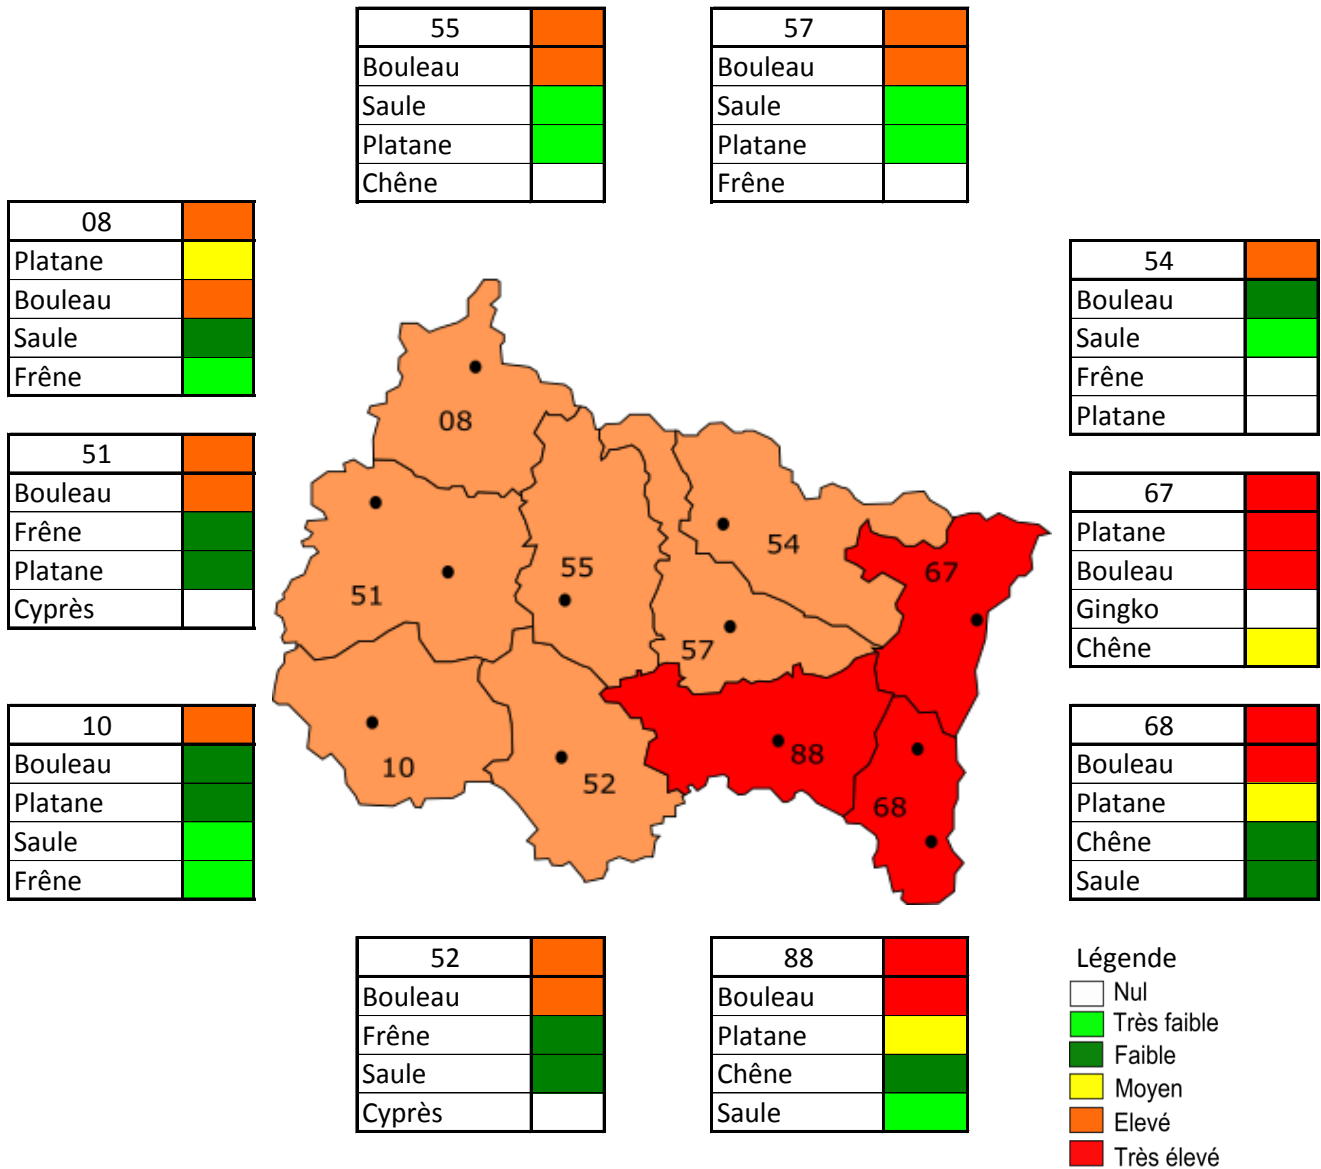 55
Bouleau
Saule
Platane
Chêne
57
Bouleau
Saule
Platane
Frêne
08
Platane
Bouleau
Saule
Frêne
51
Bouleau
Frêne
Platane
Cyprès
10
Bouleau
Platane
Saule
Frêne
08
51
55
54
67
57
10
52
88
68
54
Bouleau
Saule
Frêne
Platane
67
Platane
Bouleau
Gingko
Chêne
68
Bouleau
Platane
Chêne
Saule
52
Bouleau
Frêne
Saule
Cyprès
88
Bouleau
Platane
Chêne
Saule
Légende
Nul
Très faible
Faible
Moyen
Elevé
Très élevé